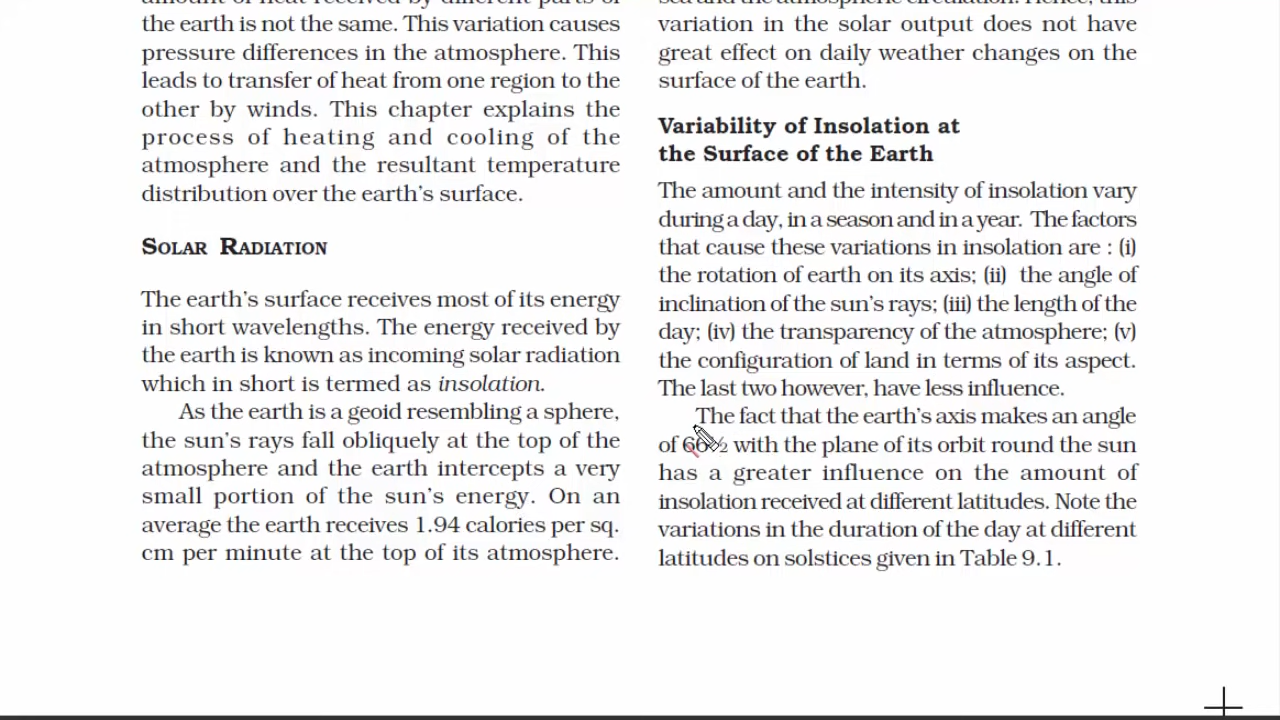 the earth is not the same. This variation causes
pressure differences in the atmosphere. This
leads to transfer of heat from one region to the
other by winds. This chapter explains the
process of heating and cooling of the
atmosphere and the resultant temperature
distribution over the earth's surface.
SOLAR RADIATION
The earth's surface receives most of its energy
in short wavelengths. The energy received by
the earth is known as incoming solar radiation
which in short is termed as insolation.
As the earth is a geoid resembling a sphere,
the sun's rays fall obliquely at the top of the
atmosphere and the earth intercepts a very
small portion of the sun's energy. On an
average the earth receives 1.94 calories per sq.
cm per minute at the top of its atmosphere.
variation in the solar output does not have
great effect on daily weather changes on the
surface of the earth.
Variability of Insolation at
the Surface of the Earth
The amount and the intensity of insolation vary
during a day, in a season and in a year. The factors
that cause these variations in insolation are : (i)
the rotation of earth on its axis; (ii) the angle of
inclination of the sun's rays; (iii) the length of the
day; (iv) the transparency of the atmosphere; (v)
the configuration of land in terms of its aspect.
The last two however, have less influence.
The fact that the earth's axis makes an angle
of 66½ with the plane of its orbit round the sun
has a greater influence on the amount of
insolation received at different latitudes. Note the
variations in the duration of the day at different
latitudes on solstices given in Table 9.1.